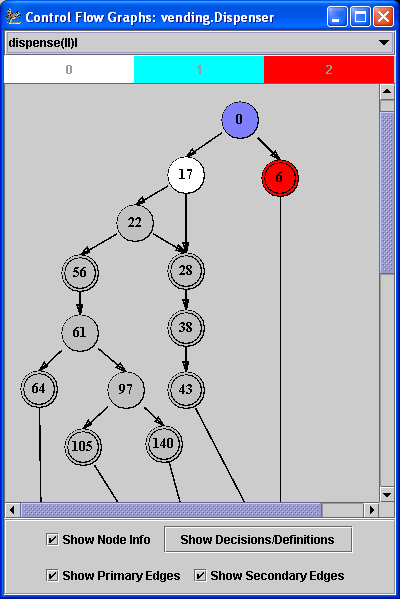 Control Flow Graphs: vending.Dispenser
dispense(II)I
0 1 2
0
17 6
22
56 28
61 38
64 97 43
105 140
Show Node Info Show Decisions/Definitions
Show Primary Edges Show Secondary Edges